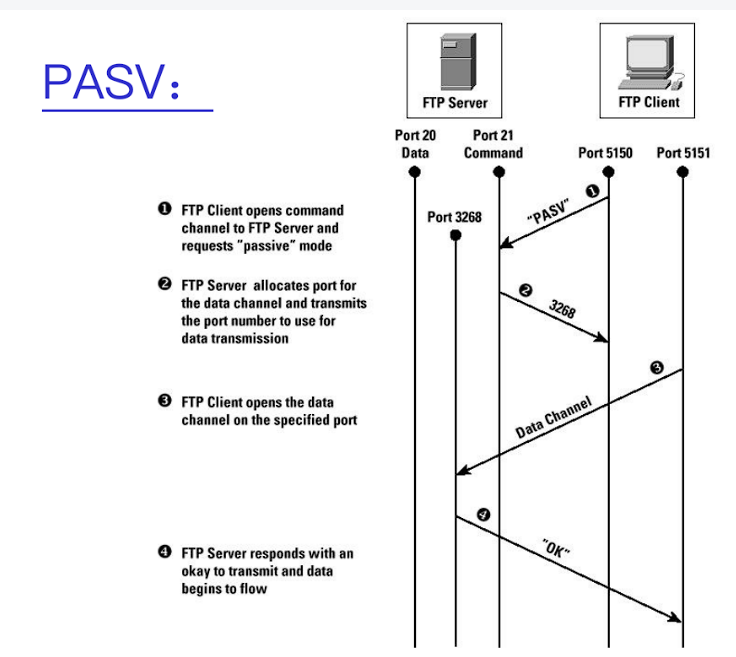 PASV：
FTP Server
FTP Client
Port 20
Data
Port 21
Command
Port 5150
Port 5151
Port 3268
❶ FTP Client opens command
channel to FTP Server and
requests "passive" mode
❷ FTP Server allocates port for
the data channel and transmits
the port number to use for
data transmission
❸ FTP Client opens the data
channel on the specified port
❹ FTP Server responds with an
okay to transmit and data
begins to flow
❶
"PASV"
❷
3268
❸
Data Channel
❹
"OK"